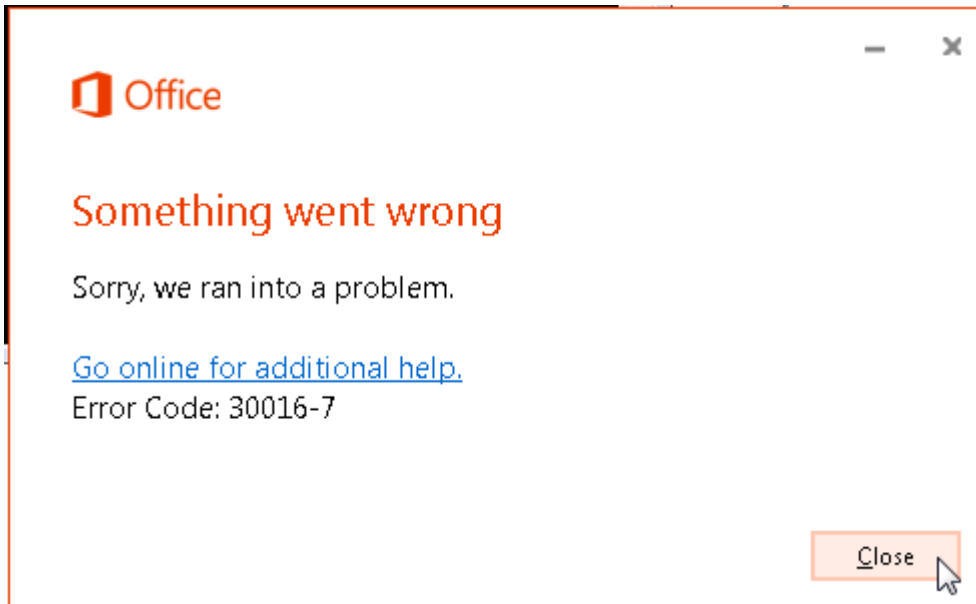 Office
Something went wrong
Sorry, we ran into a problem.
Go online for additional help.
Error Code: 30016-7
Close